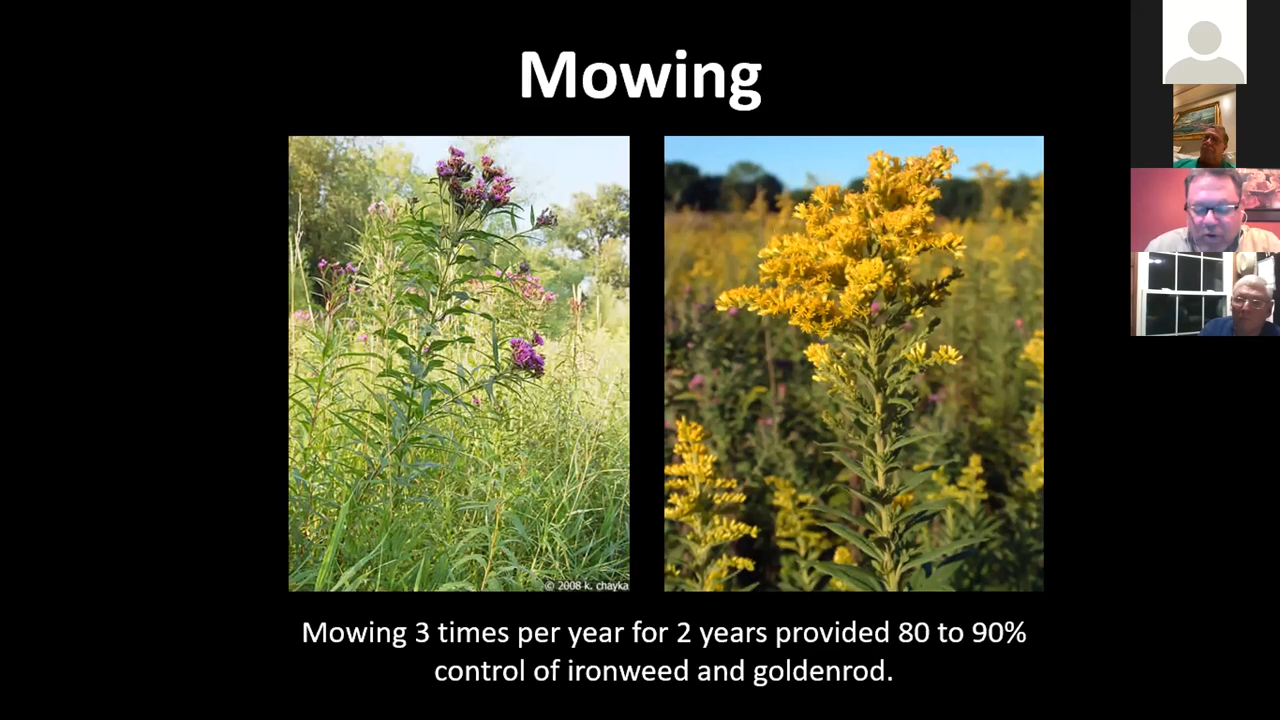 Mowing
© 2008 k. chayka
Mowing 3 times per year for 2 years provided 80 to 90%
control of ironweed and goldenrod.